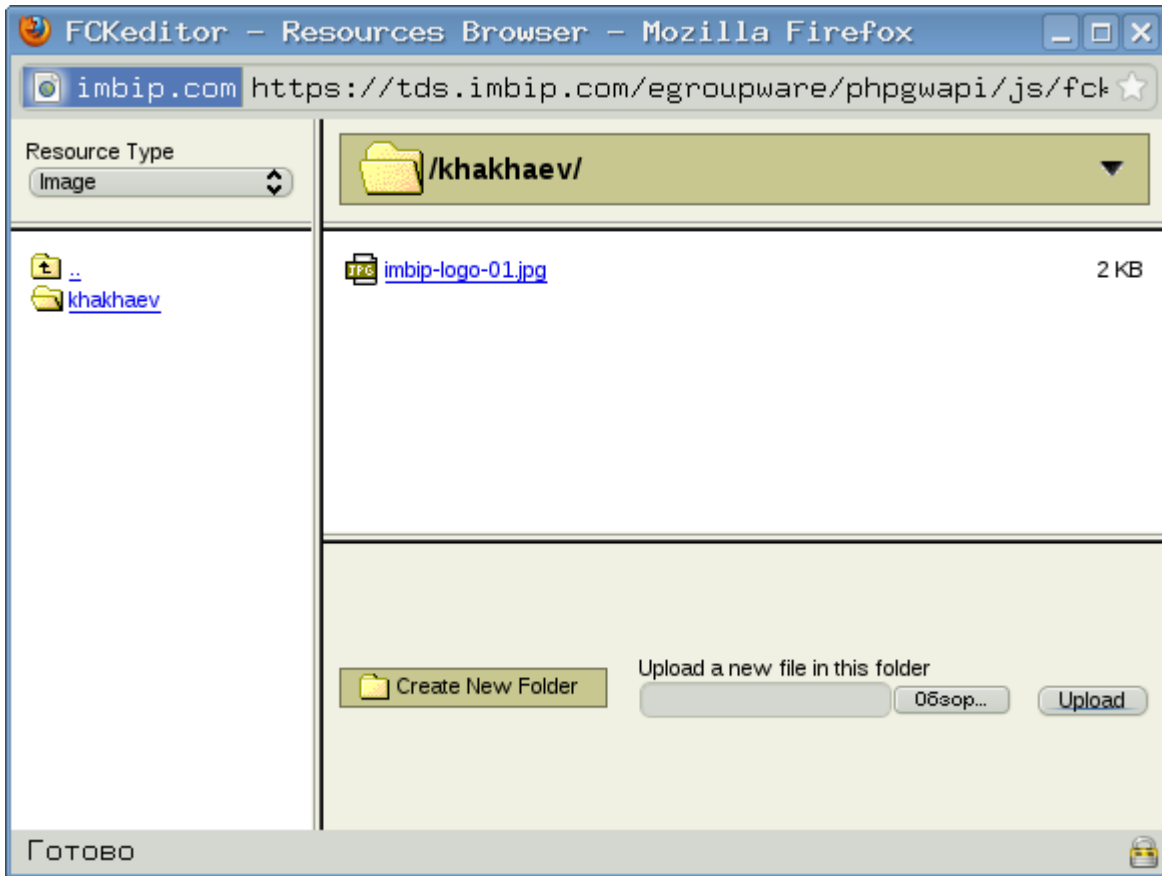 FCKeditor – Resources Browser – Mozilla Firefox
imbip.com https://tds.imbip.com/egroupware/phpgwapi/js/fck
Resource Type
Image
/khakhaev/
..
khakhaev
JPG imbip-logo-01.jpg 2 KB
Create New Folder
Upload a new file in this folder
Обзор...
Upload
Готово